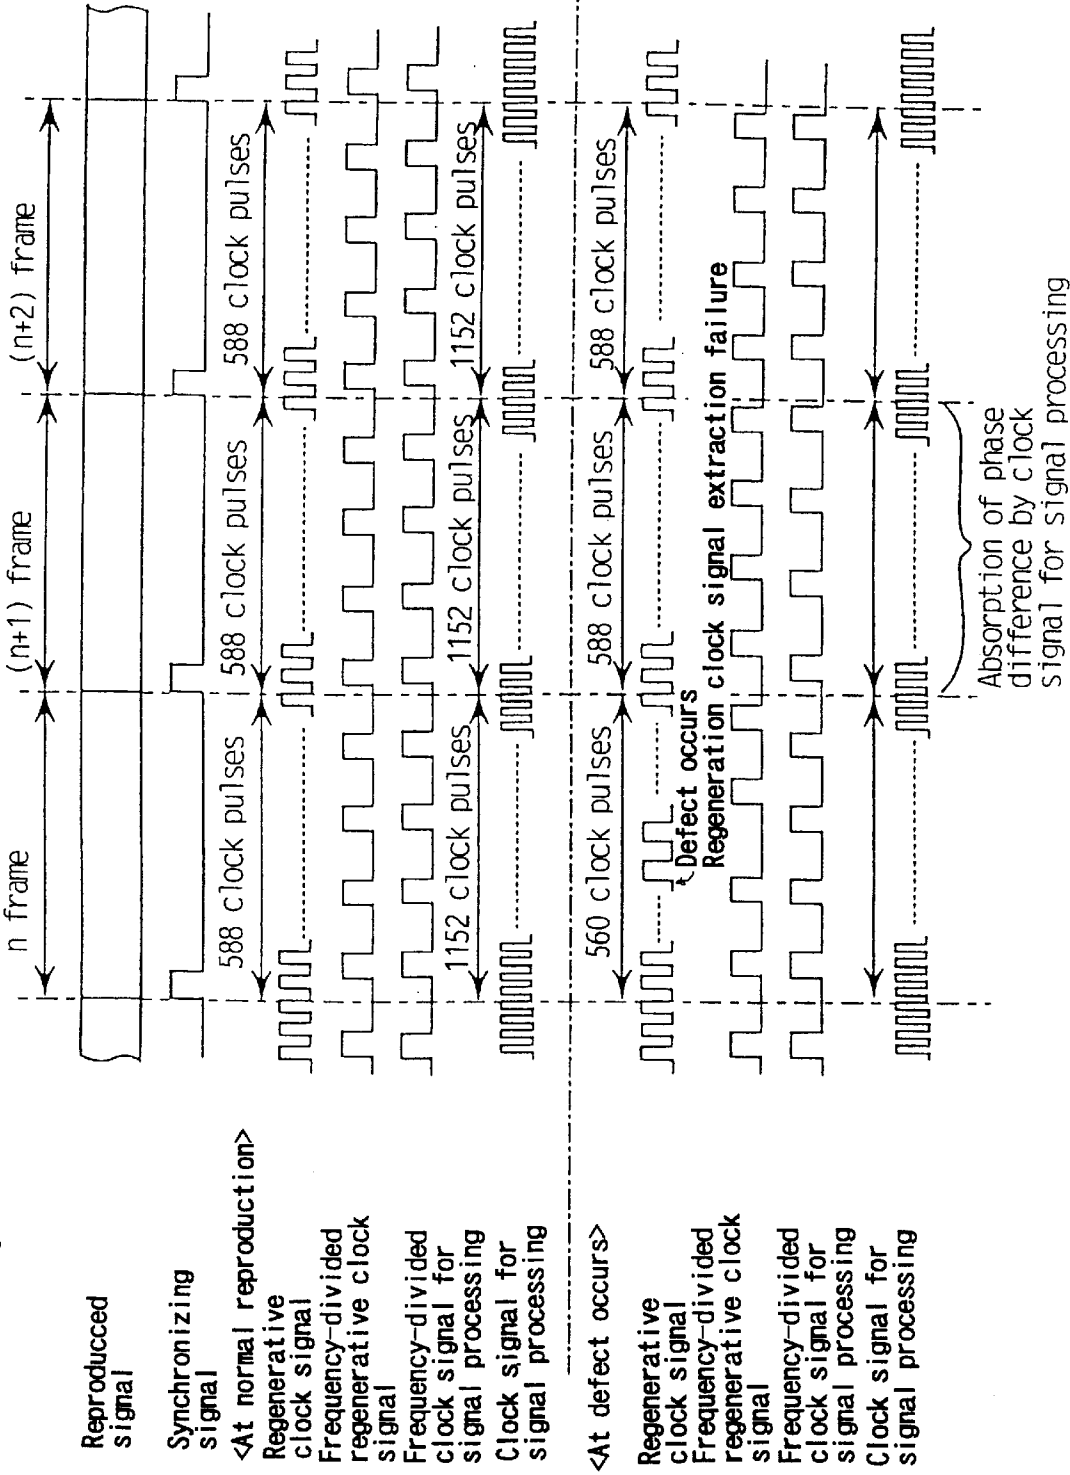 n frame
(n+1) frame
(n+2) frame
Reproducced
signal
Synchronizing
signal
<At normal reproduction>
588 clock pulses
588 clock pulses
588 clock pulses
Regenerative
clock signal
Frequency-divided
regenerative clock
signal
Frequency-divided
clock signal for
signal processing
1152 clock pulses
1152 clock pulses
1152 clock pulses
Clock signal for
signal processing
<At defect occurs>
560 clock pulses
588 clock pulses
588 clock pulses
Regenerative
clock signal
Defect occurs
Regeneration clock signal extraction failure
Frequency-divided
regenerative clock
signal
Frequency-divided
clock signal for
signal processing
Clock signal for
signal processing
Absorption of phase
difference by clock
signal for signal processing